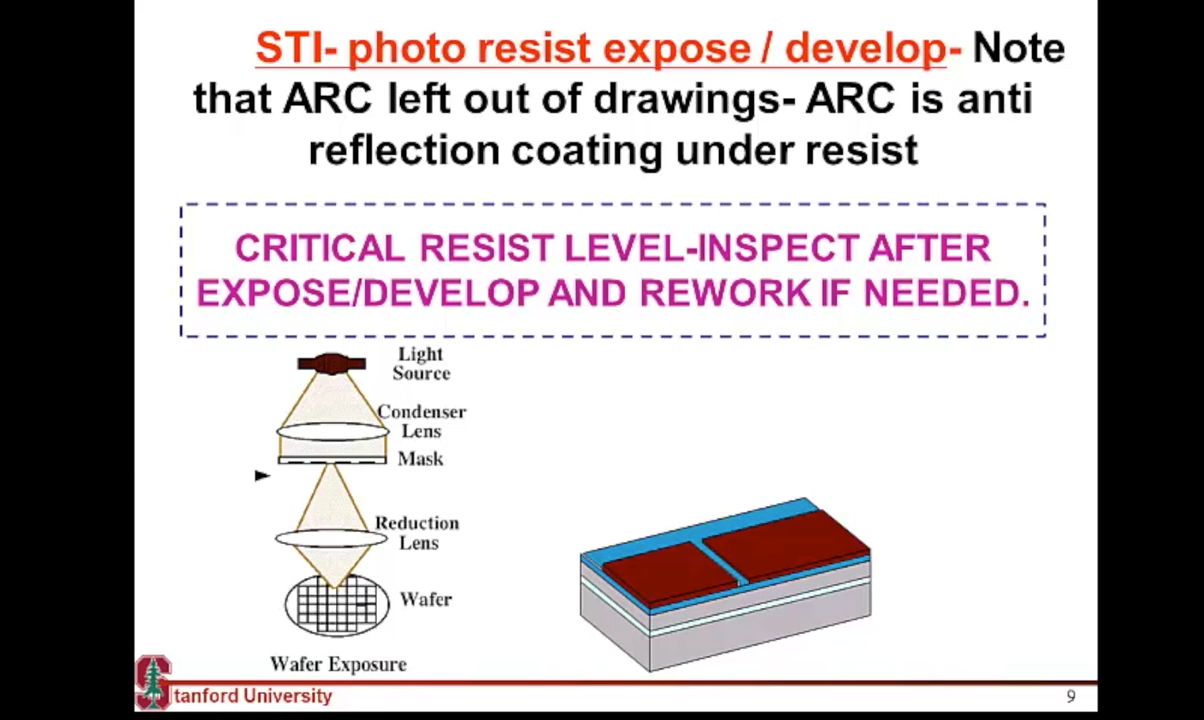 STI- photo resist expose / develop- Note
that ARC left out of drawings- ARC is anti
reflection coating under resist
CRITICAL RESIST LEVEL-INSPECT AFTER
EXPOSE/DEVELOP AND REWORK IF NEEDED.
Light
Source
Condenser
Lens
Mask
Reduction
Lens
Wafer
Wafer Exposure
Stanford University
9